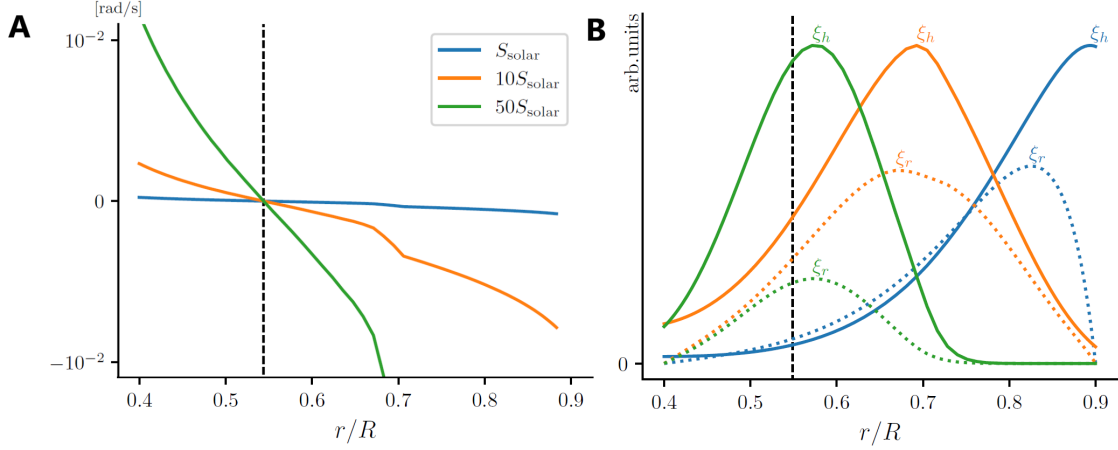 A
[rad/s]
10⁻²
0
−10⁻²
S_solar
10S_solar
50S_solar
0.4 0.5 0.6 0.7 0.8 0.9
r/R
B
arb.units
0
ξ_h
ξ_h
ξ_h
ξ_r
ξ_r
ξ_r
0.4 0.5 0.6 0.7 0.8 0.9
r/R